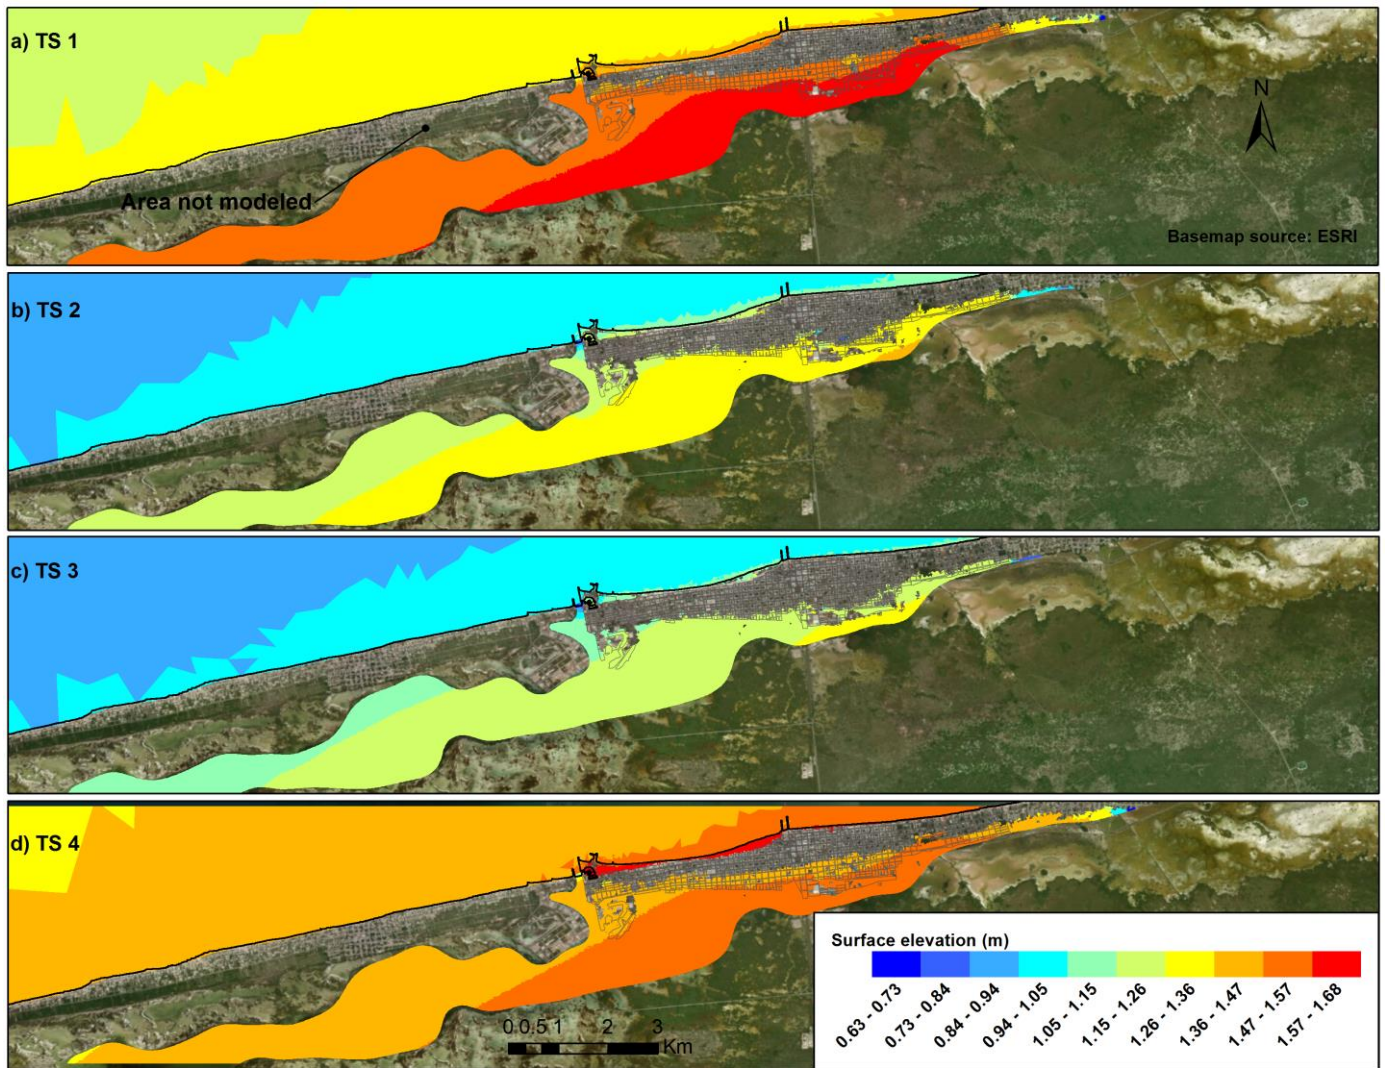 a) TS 1
N
Area not modeled
Basemap source: ESRI
b) TS 2
c) TS 3
d) TS 4
Surface elevation (m)
0.63 - 0.73
0.73 - 0.84
0.84 - 0.94
0.94 - 1.05
1.05 - 1.15
1.15 - 1.26
1.26 - 1.36
1.36 - 1.47
1.47 - 1.57
1.57 - 1.68
0 0.5 1 2 3
Km